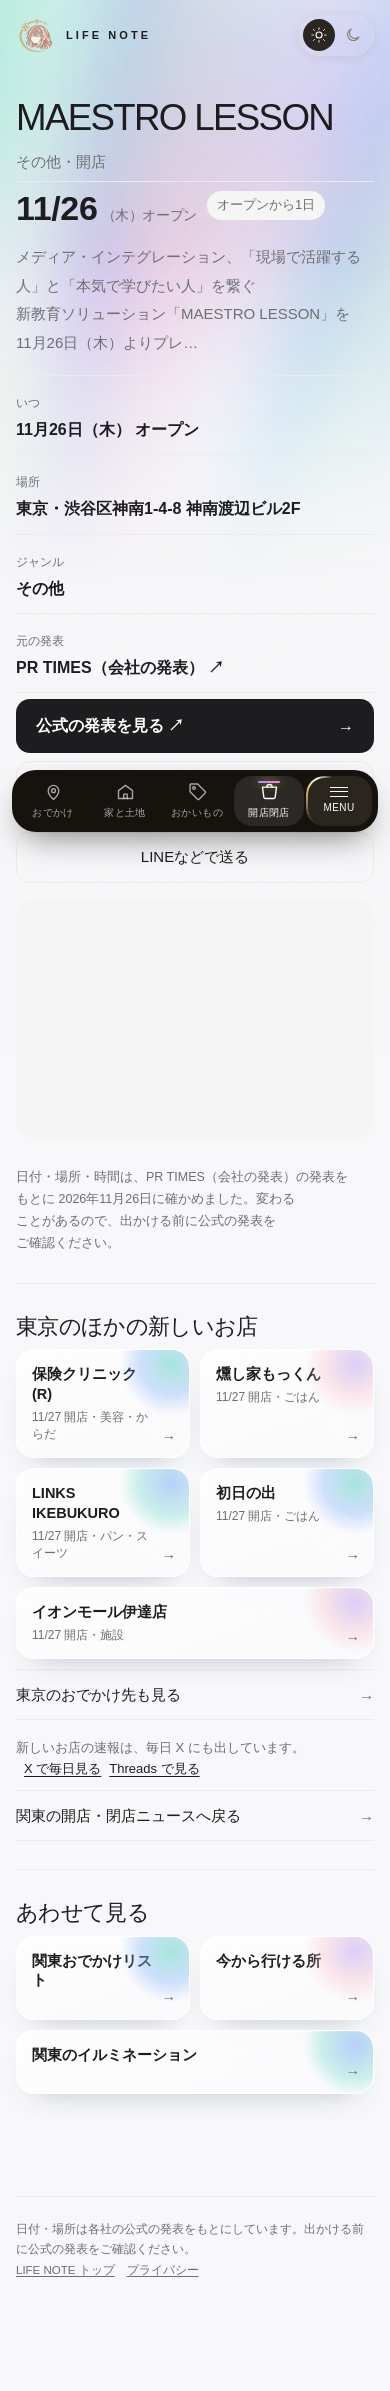 LIFE NOTE
MAESTRO LESSON
その他・開店
11/26 （木）オープン オープンから1日
メディア・インテグレーション、「現場で活躍する
人」と「本気で学びたい人」を繋ぐ
新教育ソリューション「MAESTRO LESSON」を
11月26日（木）よりプレ…
いつ
11月26日（木） オープン
場所
東京・渋谷区神南1-4-8 神南渡辺ビル2F
ジャンル
その他
元の発表
PR TIMES（会社の発表） ↗
公式の発表を見る ↗ →
おでかけ 家と土地 おかいもの 開店閉店 MENU
LINEなどで送る
日付・場所・時間は、PR TIMES（会社の発表）の発表を
もとに 2026年11月26日に確かめました。変わる
ことがあるので、出かける前に公式の発表を
ご確認ください。
東京のほかの新しいお店
保険クリニック
(R)
11/27 開店・美容・か
らだ →
燻し家もっくん
11/27 開店・ごはん
→
LINKS
IKEBUKURO
11/27 開店・パン・ス
イーツ →
初日の出
11/27 開店・ごはん
→
イオンモール伊達店
11/27 開店・施設 →
東京のおでかけ先も見る →
新しいお店の速報は、毎日 X にも出しています。
X で毎日見る Threads で見る
関東の開店・閉店ニュースへ戻る →
あわせて見る
関東おでかけリス
ト →
今から行ける所
→
関東のイルミネーション
→
日付・場所は各社の公式の発表をもとにしています。出かける前
に公式の発表をご確認ください。
LIFE NOTE トップ プライバシー